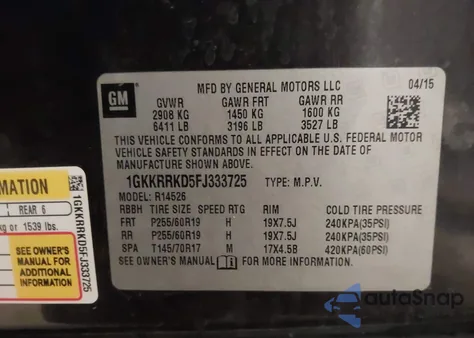 GM
MFD BY GENERAL MOTORS LLC 04/15
GVWR GAWR FRT GAWR RR
2908 KG 1450 KG 1600 KG
6411 LB 3196 LB 3527 LB
THIS VEHICLE CONFORMS TO ALL APPLICABLE U.S. FEDERAL MOTOR
VEHICLE SAFETY STANDARDS IN EFFECT ON THE DATE OF
MANUFACTURE SHOWN ABOVE.
1GKKRRKD5FJ333725 TYPE: M.P.V.
MODEL: R14526
RBBH TIRE SIZE SPEED RTG RIM COLD TIRE PRESSURE
FRT P255/60R19 H 19X7.5J 240KPA(35PSI)
RR P255/60R19 H 19X7.5J 240KPA(35PSI)
SPA T145/70R17 M 17X4.5B 420KPA(60PSI)
SEE OWNER'S MANUAL FOR MORE INFORMATION.
MATION
REAR 6
kg or 1539 lbs.
SEE OWNER'S
MANUAL FOR
ADDITIONAL
INFORMATION
1GKKRRKD5FJ333725
autoSnap